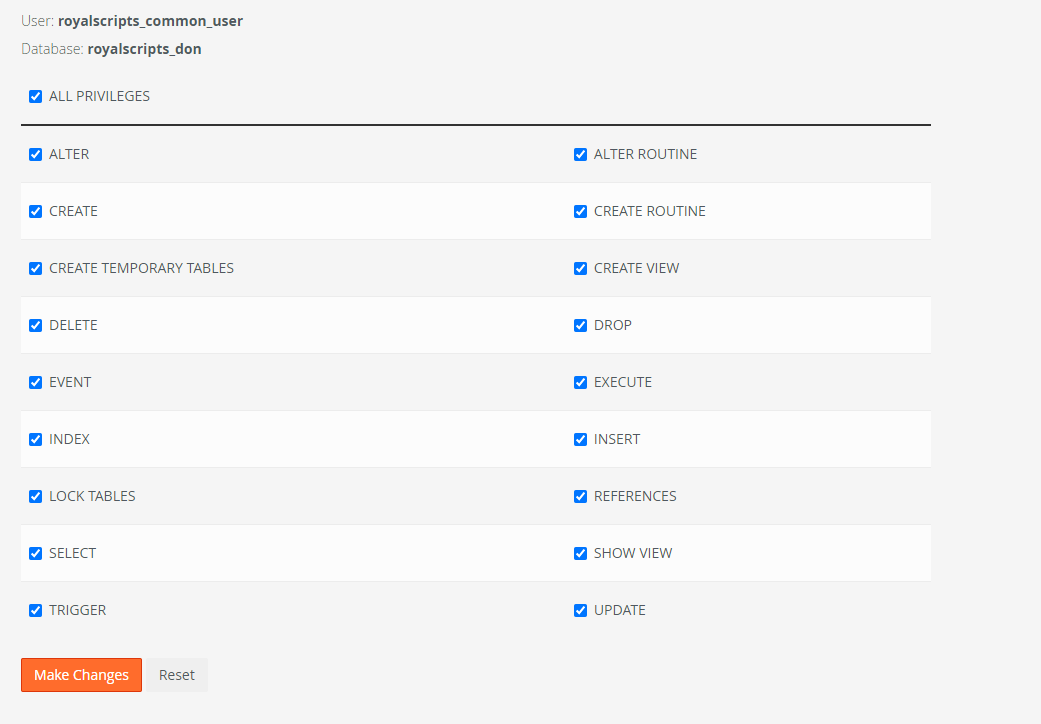 User: royalscripts_common_user
Database: royalscripts_don
ALL PRIVILEGES
ALTER
ALTER ROUTINE
CREATE
CREATE ROUTINE
CREATE TEMPORARY TABLES
CREATE VIEW
DELETE
DROP
EVENT
EXECUTE
INDEX
INSERT
LOCK TABLES
REFERENCES
SELECT
SHOW VIEW
TRIGGER
UPDATE
Make Changes
Reset